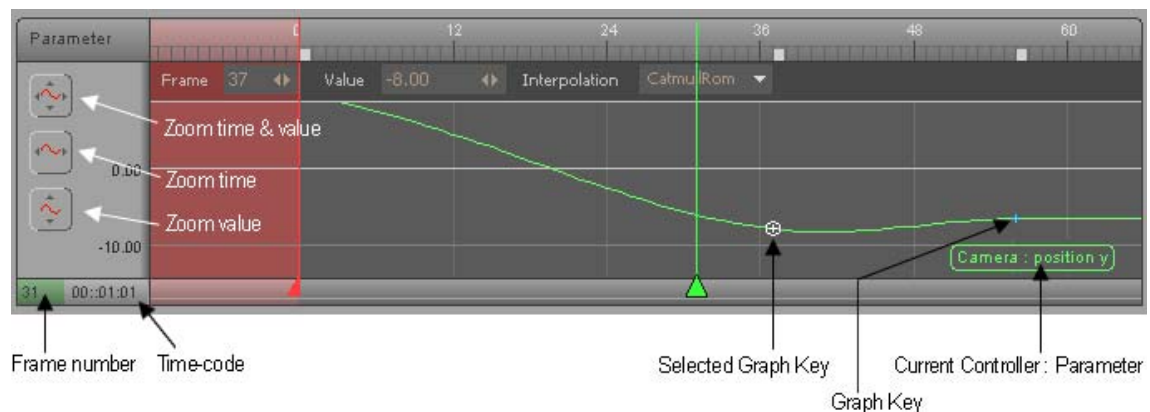 Parameter
0 12 24 36 48 60
Frame 37 Value -8.00 Interpolation CatmullRom
Zoom time & value
0.00
Zoom time
Zoom value
-10.00
Camera : position y
31 00::01:01
Frame number Time-code Selected Graph Key Current Controller : Parameter
Graph Key